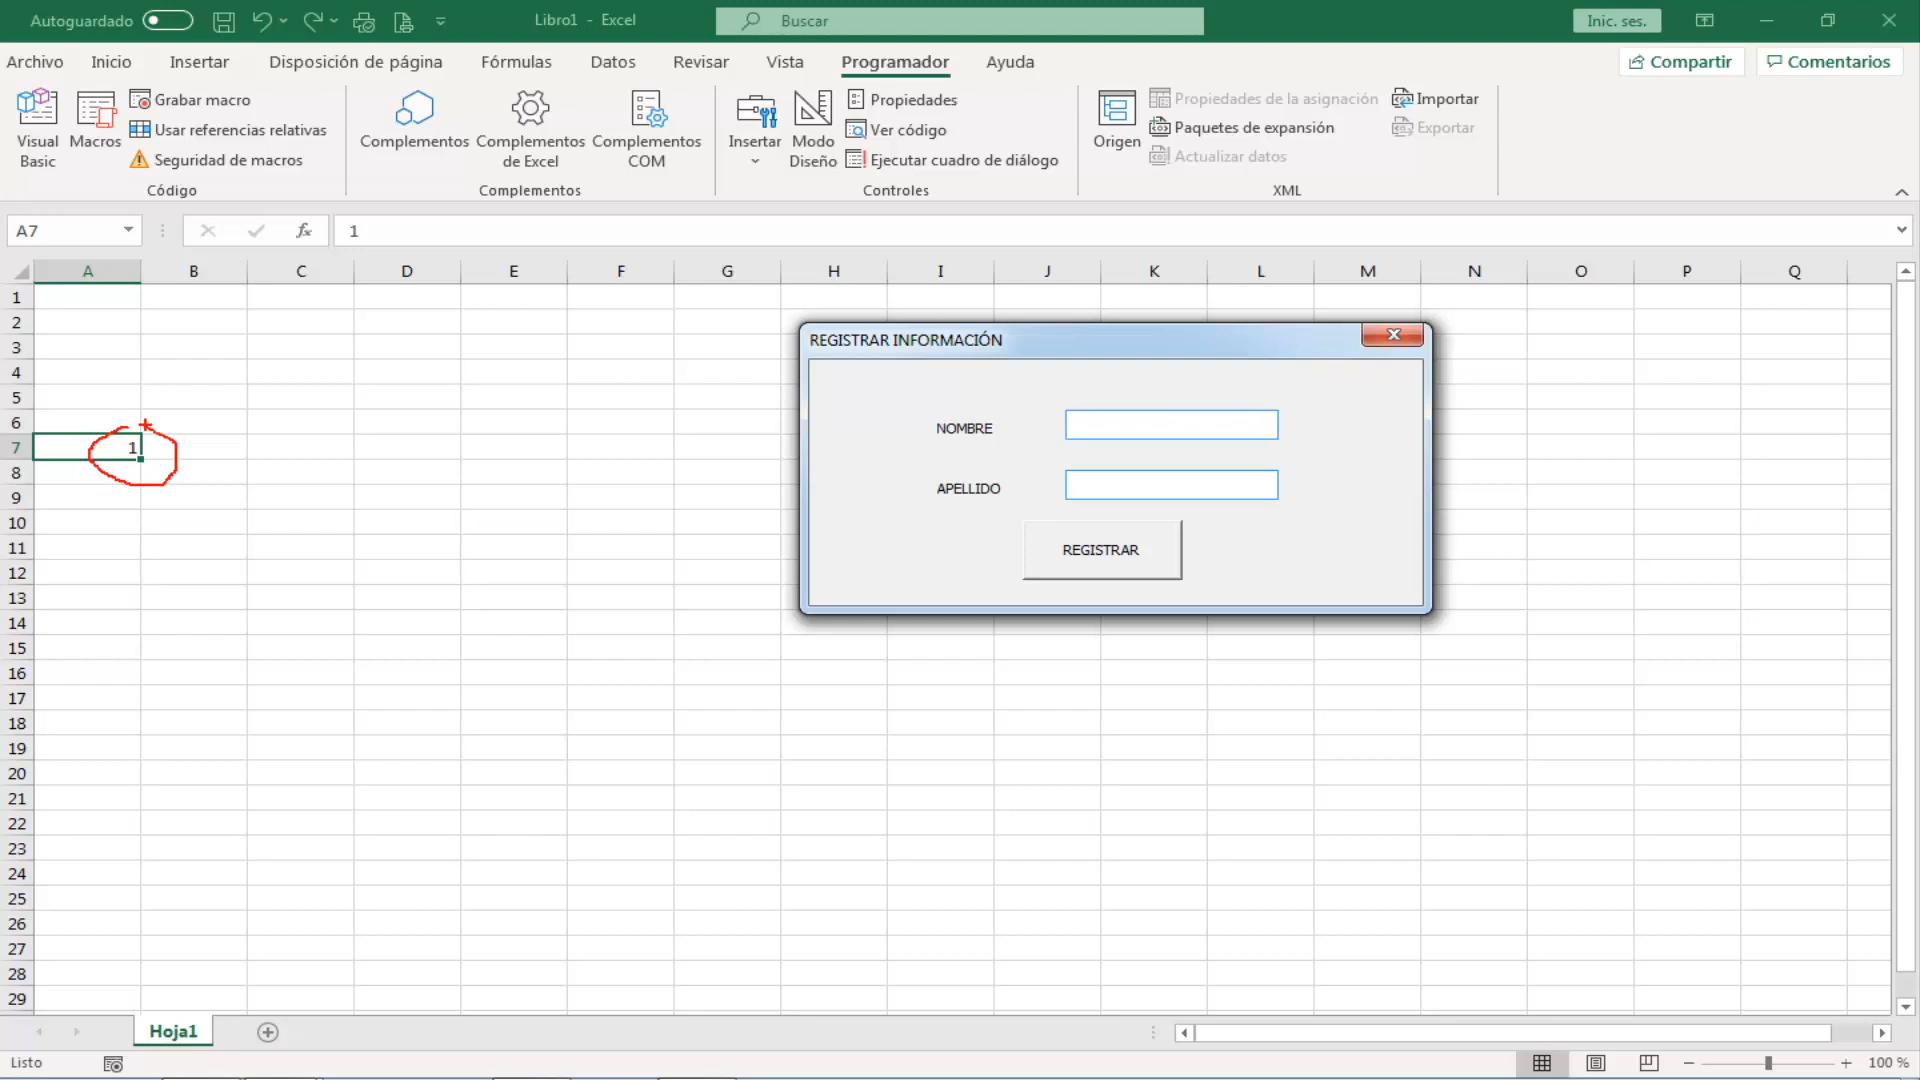 Autoguardado
Libro1 - Excel
Buscar
Inic. ses.
Archivo Inicio Insertar Disposición de página Fórmulas Datos Revisar Vista Programador Ayuda
Compartir
Comentarios
Visual Basic
Macros
Grabar macro
Usar referencias relativas
Seguridad de macros
Código
Complementos
Complementos de Excel
Complementos COM
Complementos
Insertar
Modo Diseño
Propiedades
Ver código
Ejecutar cuadro de diálogo
Controles
Origen
Propiedades de la asignación
Paquetes de expansión
Actualizar datos
Importar
Exportar
XML
A7
fx
1
A B C D E F G H I J K L M N O P Q
1
2
3
4
5
6
7 1
8
9
10
11
12
13
14
15
16
17
18
19
20
21
22
23
24
25
26
27
28
29
REGISTRAR INFORMACIÓN
NOMBRE
APELLIDO
REGISTRAR
Hoja1
Listo
100 %